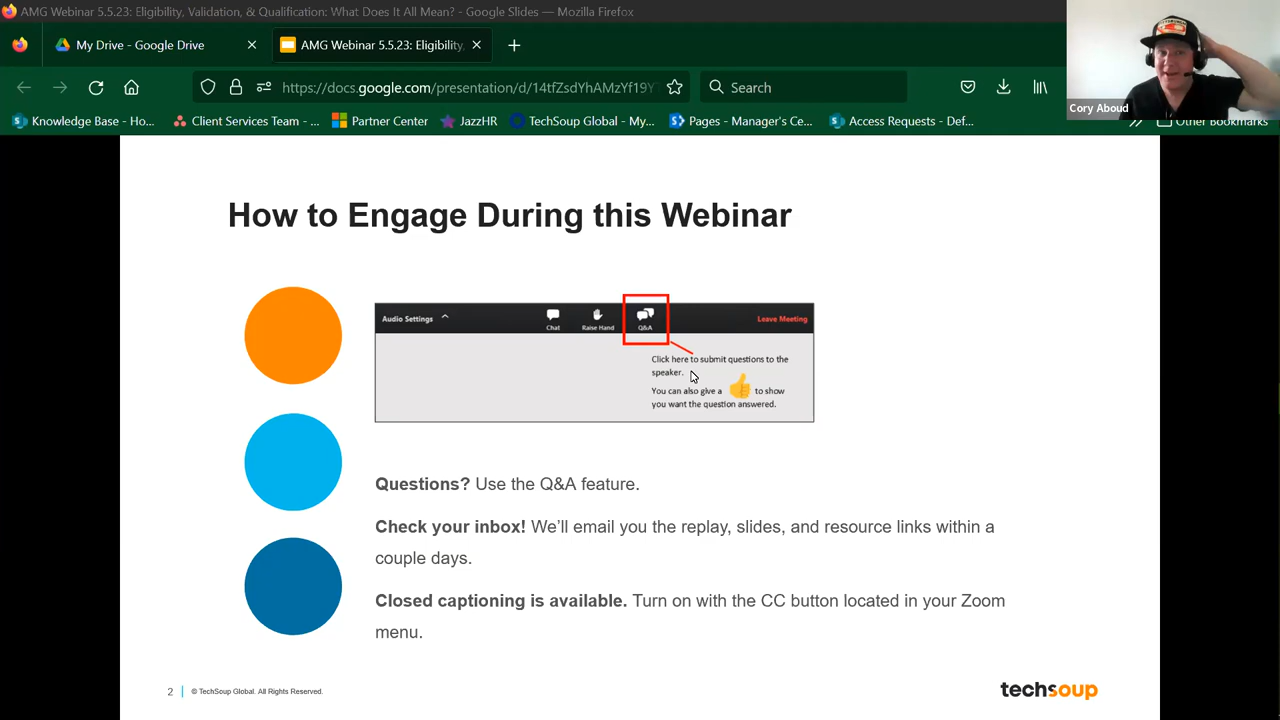 AMG Webinar 5.5.23: Eligibility, Validation, & Qualification: What Does It All Mean? - Google Slides — Mozilla Firefox
My Drive - Google Drive
AMG Webinar 5.5.23: Eligibility,
https://docs.google.com/presentation/d/14tfZsdYhAMzYf19Y
Search
Cory Aboud
Knowledge Base - Ho...
Client Services Team - ...
Partner Center
JazzHR
TechSoup Global - My...
Pages - Manager's Ce...
Access Requests - Def...
Other Bookmarks
How to Engage During this Webinar
Audio Settings
Chat
Raise Hand
Q&A
Leave Meeting
Click here to submit questions to the
speaker.
You can also give a 👍 to show
you want the question answered.
Questions? Use the Q&A feature.
Check your inbox! We’ll email you the replay, slides, and resource links within a
couple days.
Closed captioning is available. Turn on with the CC button located in your Zoom
menu.
2
© TechSoup Global. All Rights Reserved.
techsoup